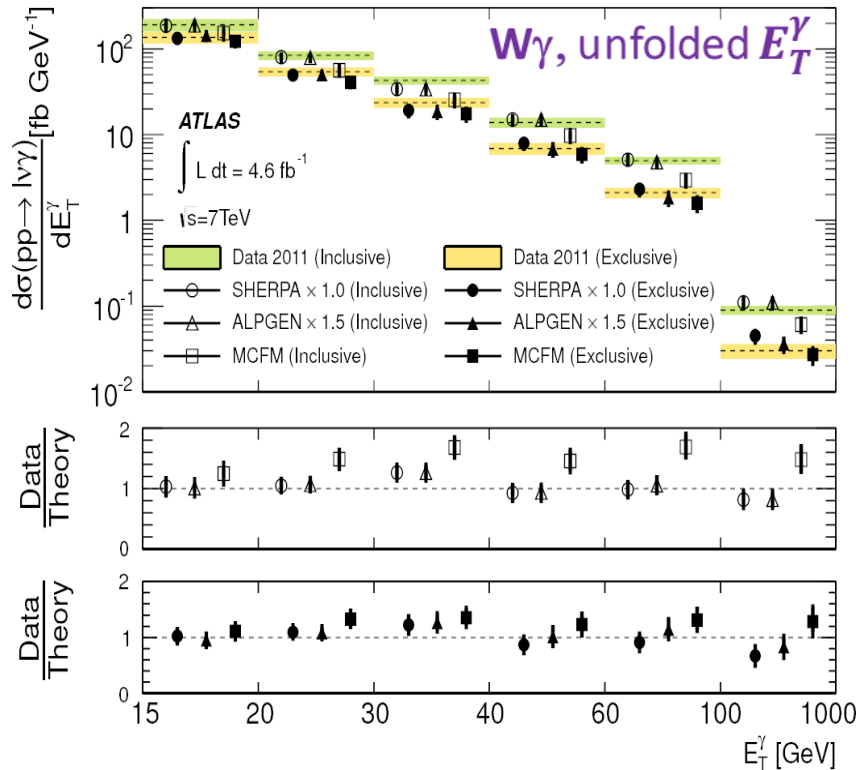 Wγ, unfolded E_T^γ
dσ(pp→ lνγ)
dE_T^γ
[fb GeV⁻¹]
10²
10
1
10⁻¹
10⁻²
ATLAS
∫ L dt = 4.6 fb⁻¹
√s=7TeV
Data 2011 (Inclusive)
Data 2011 (Exclusive)
SHERPA × 1.0 (Inclusive)
SHERPA × 1.0 (Exclusive)
ALPGEN × 1.5 (Inclusive)
ALPGEN × 1.5 (Exclusive)
MCFM (Inclusive)
MCFM (Exclusive)
Data
Theory
2
1
0
Data
Theory
2
1
0
15 20 30 40 60 100 1000
E_T^γ [GeV]